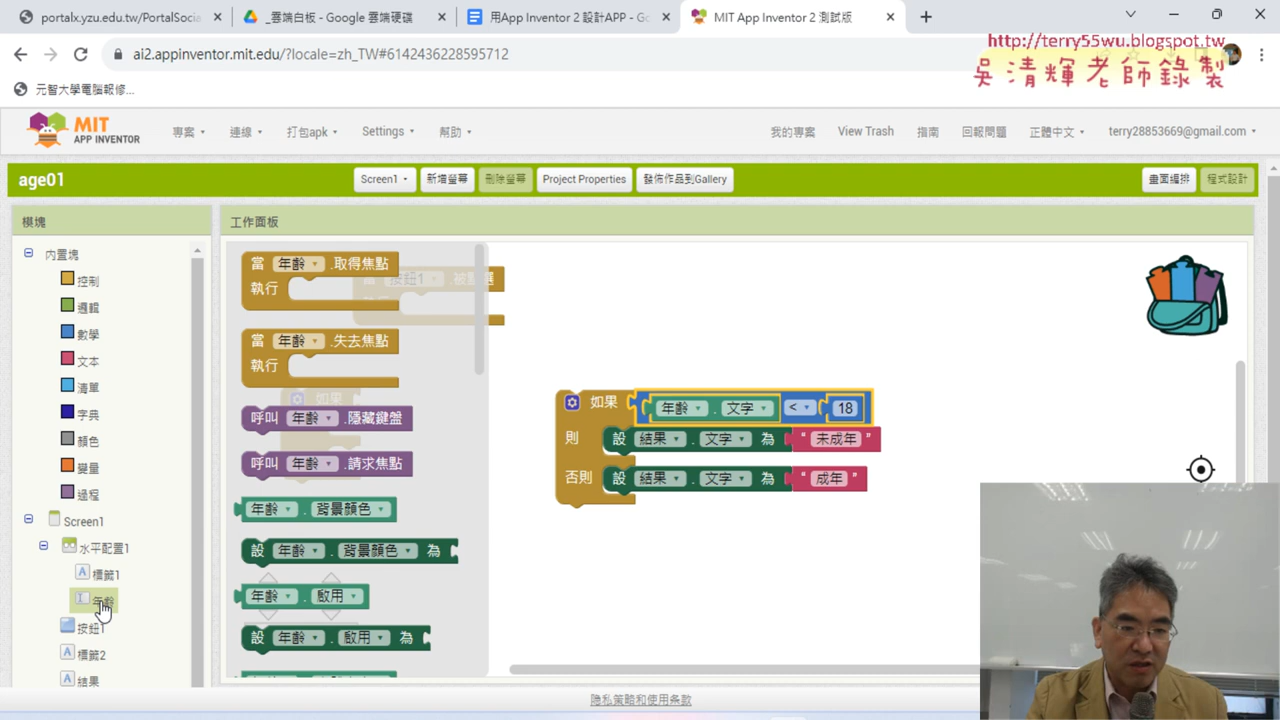 portalx.yzu.edu.tw/PortalSocia
_雲端白板 - Google 雲端硬碟
用App Inventor 2 設計APP - Go
MIT App Inventor 2 測試版
ai2.appinventor.mit.edu/?locale=zh_TW#6142436228595712
http://terry55wu.blogspot.tw
吳清輝老師錄製
元智大學電腦報修...
MIT
APP INVENTOR
專案
連線
打包apk
Settings
幫助
我的專案
View Trash
指南
回報問題
正體中文
terry28853669@gmail.com
age01
Screen1
新增螢幕
刪除螢幕
Project Properties
發佈作品到Gallery
畫面編排
程式設計
模塊
工作面板
內置塊
控制
邏輯
數學
文本
清單
字典
顏色
變量
過程
Screen1
水平配置1
標籤1
年齡
按鈕1
標籤2
結果
當 年齡 .取得焦點
執行
當 按鈕1 .被點選
執行
當 年齡 .失去焦點
執行
如果
呼叫 年齡 .隱藏鍵盤
呼叫 年齡 .請求焦點
年齡 . 背景顏色
設 年齡 . 背景顏色 為
年齡 . 啟用
設 年齡 . 啟用 為
如果 年齡 . 文字 < 18
則 設 結果 . 文字 為 “ 未成年 ”
否則 設 結果 . 文字 為 “ 成年 ”
隐私策略和使用条款